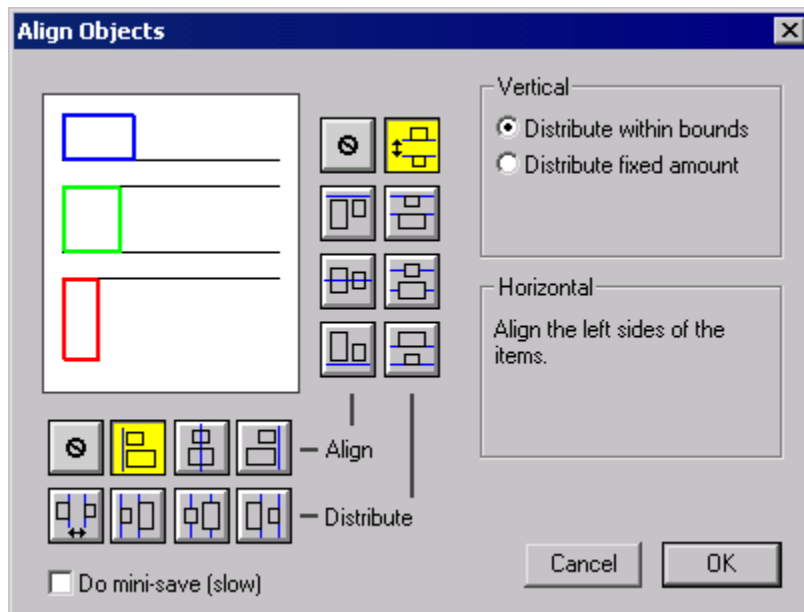 Align Objects
Vertical
Distribute within bounds
Distribute fixed amount
Horizontal
Align the left sides of the
items.
Align
Distribute
Do mini-save (slow)
Cancel
OK